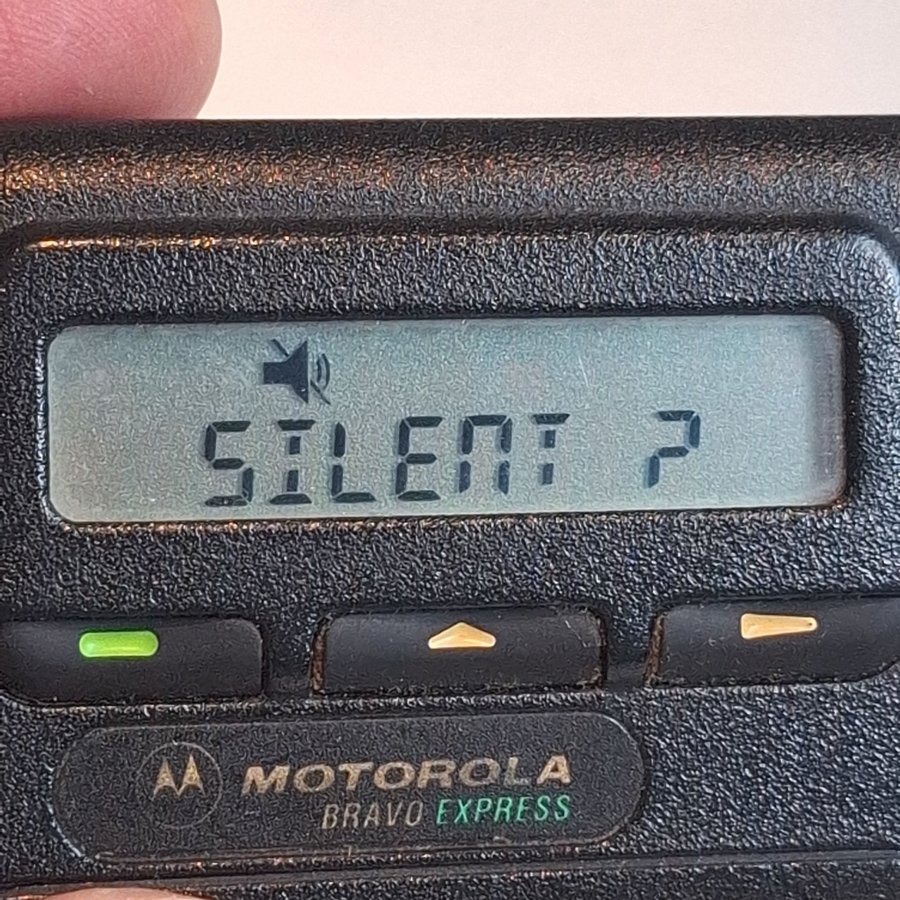 SILENT ?
MOTOROLA
BRAVO EXPRESS